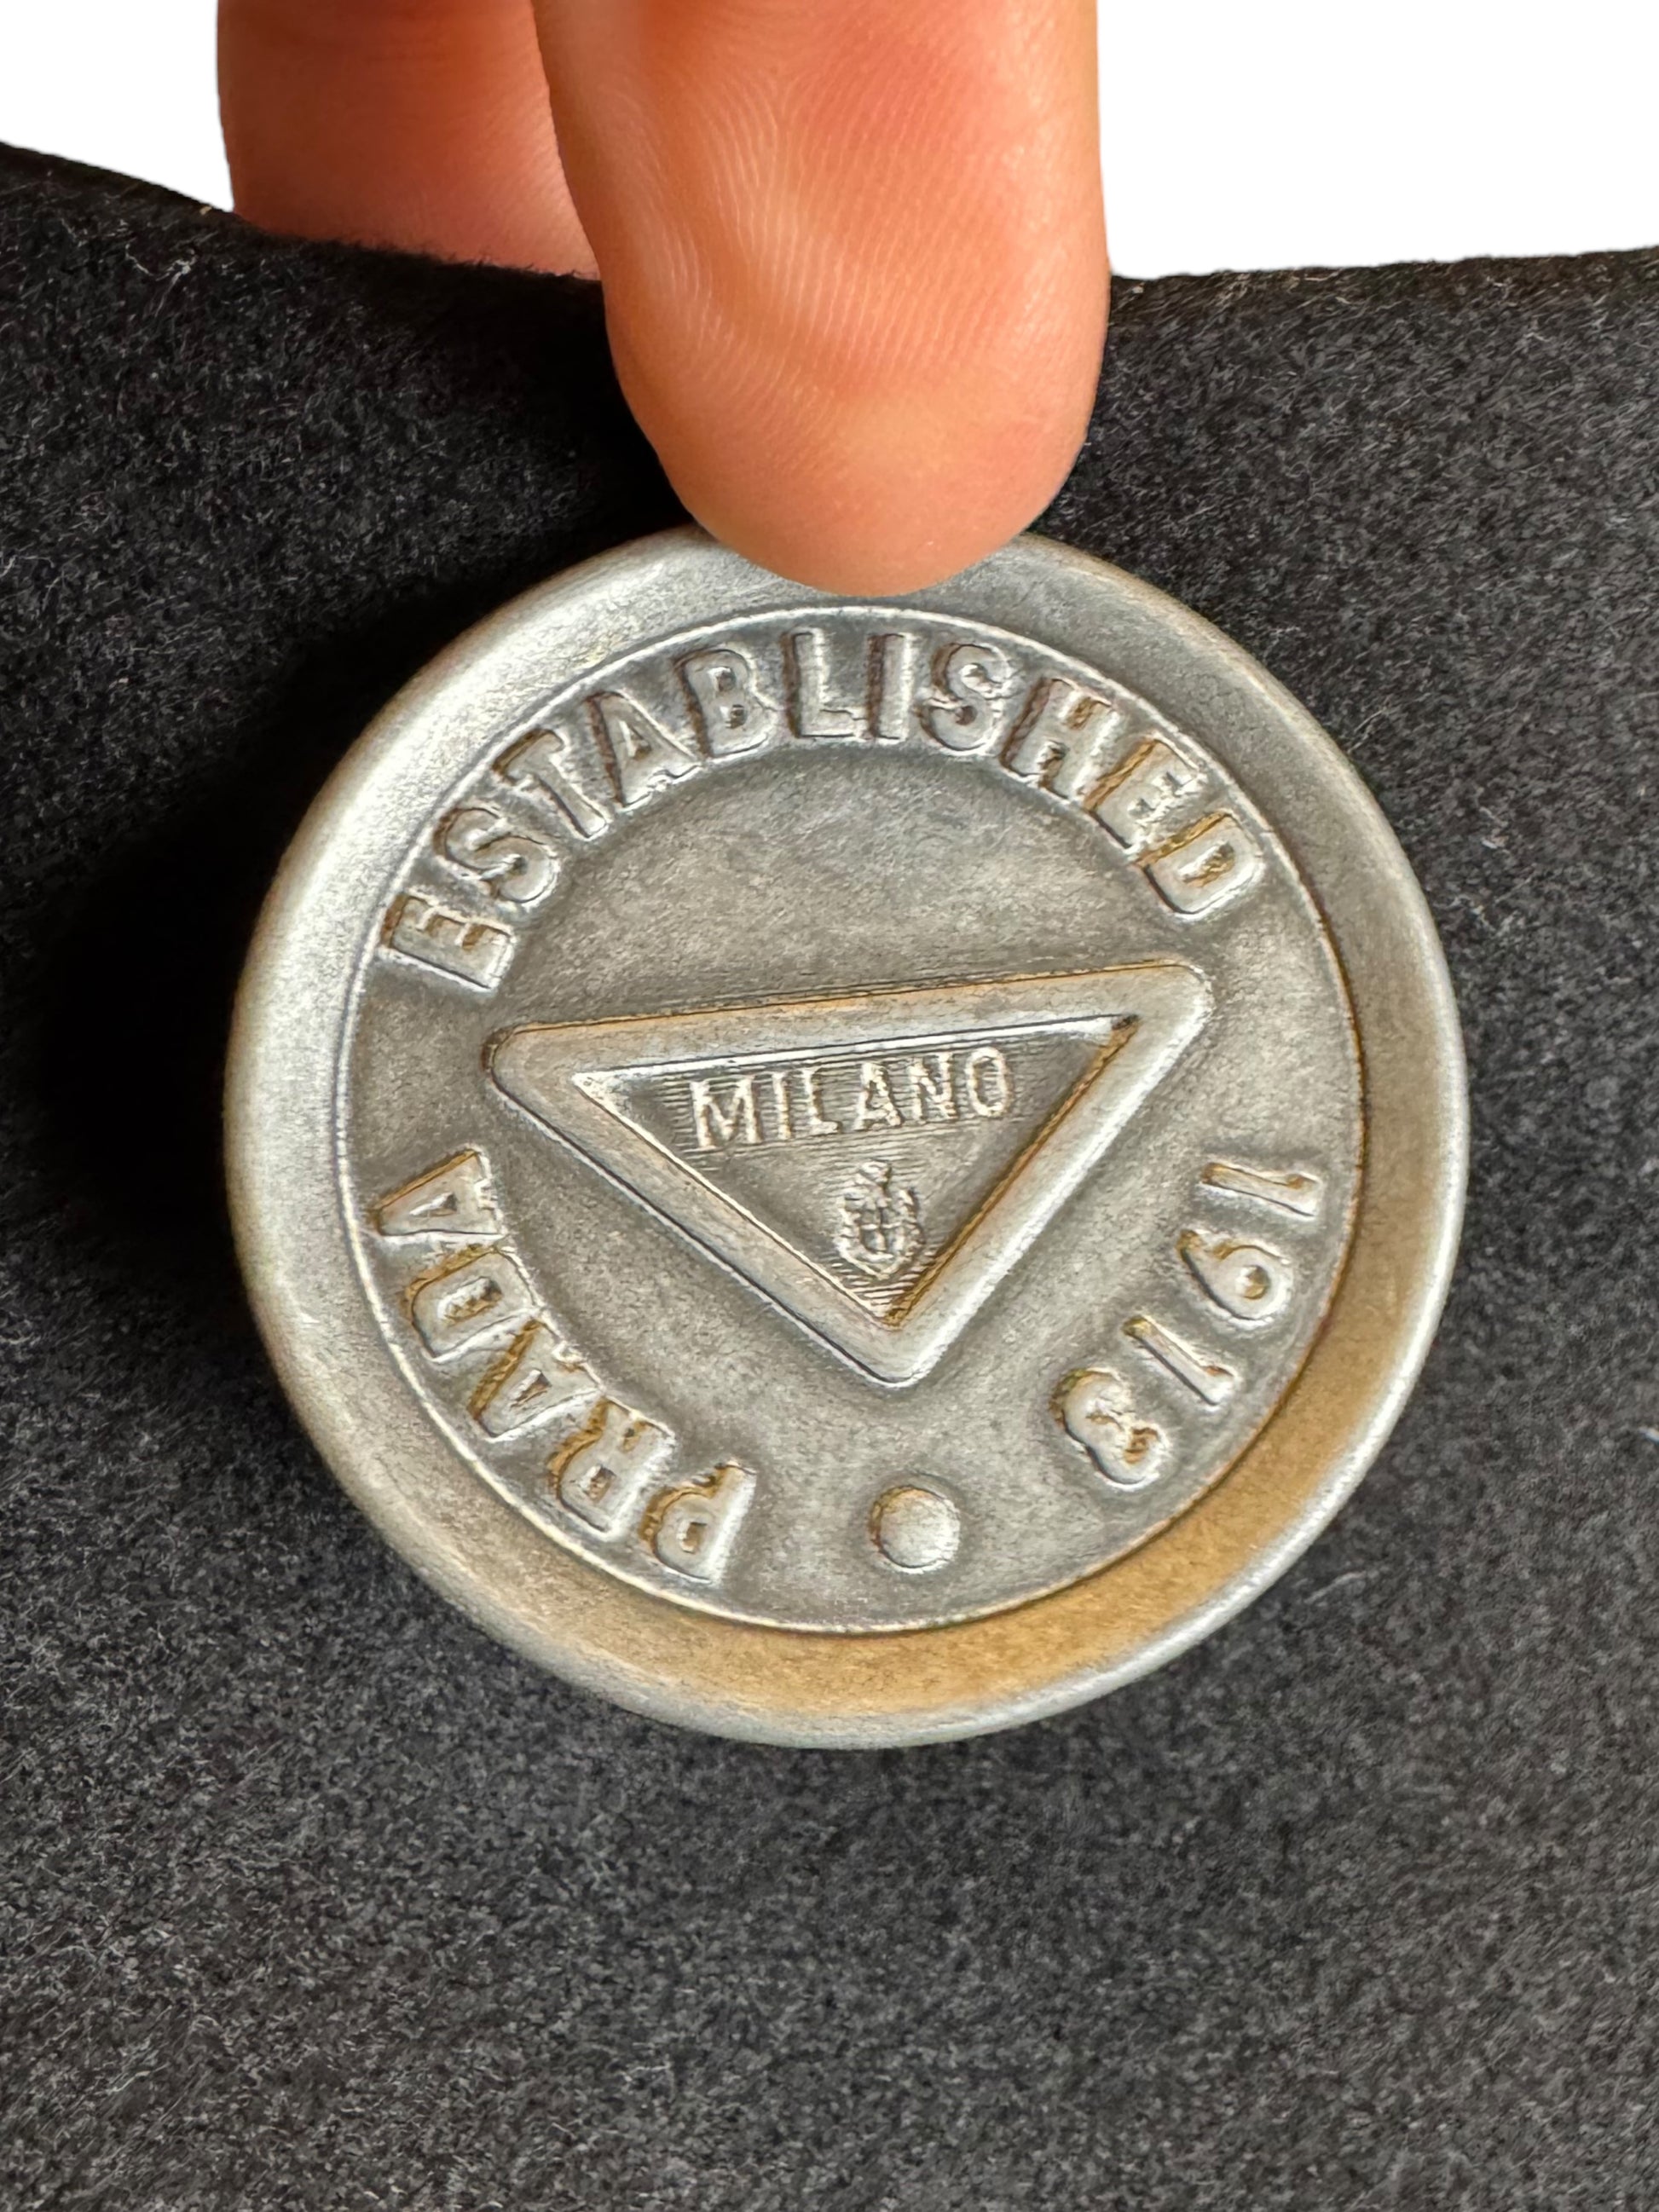 PRADA ESTABLISHED 1913
MILANO